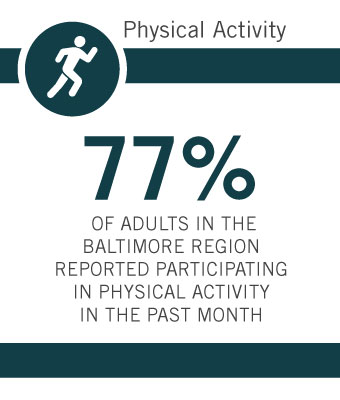 Physical Activity
77%
OF ADULTS IN THE
BALTIMORE REGION
REPORTED PARTICIPATING
IN PHYSICAL ACTIVITY
IN THE PAST MONTH